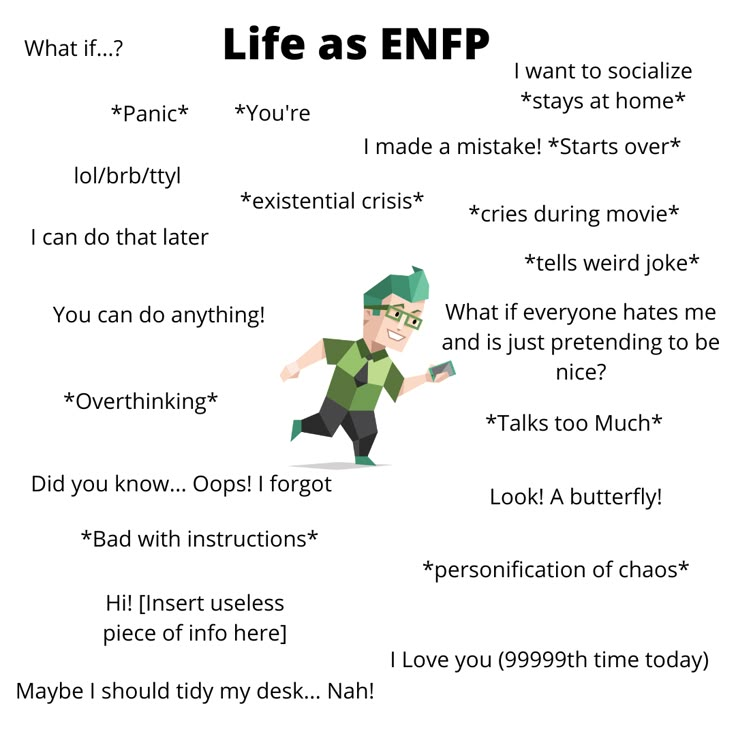 Life as ENFP
What if...?
I want to socialize
*stays at home*
*Panic*
*You're
I made a mistake! *Starts over*
lol/brb/ttyl
*existential crisis*
*cries during movie*
I can do that later
*tells weird joke*
You can do anything!
What if everyone hates me
and is just pretending to be
nice?
*Overthinking*
*Talks too Much*
Did you know... Oops! I forgot
Look! A butterfly!
*Bad with instructions*
*personification of chaos*
Hi! [Insert useless
piece of info here]
I Love you (99999th time today)
Maybe I should tidy my desk... Nah!